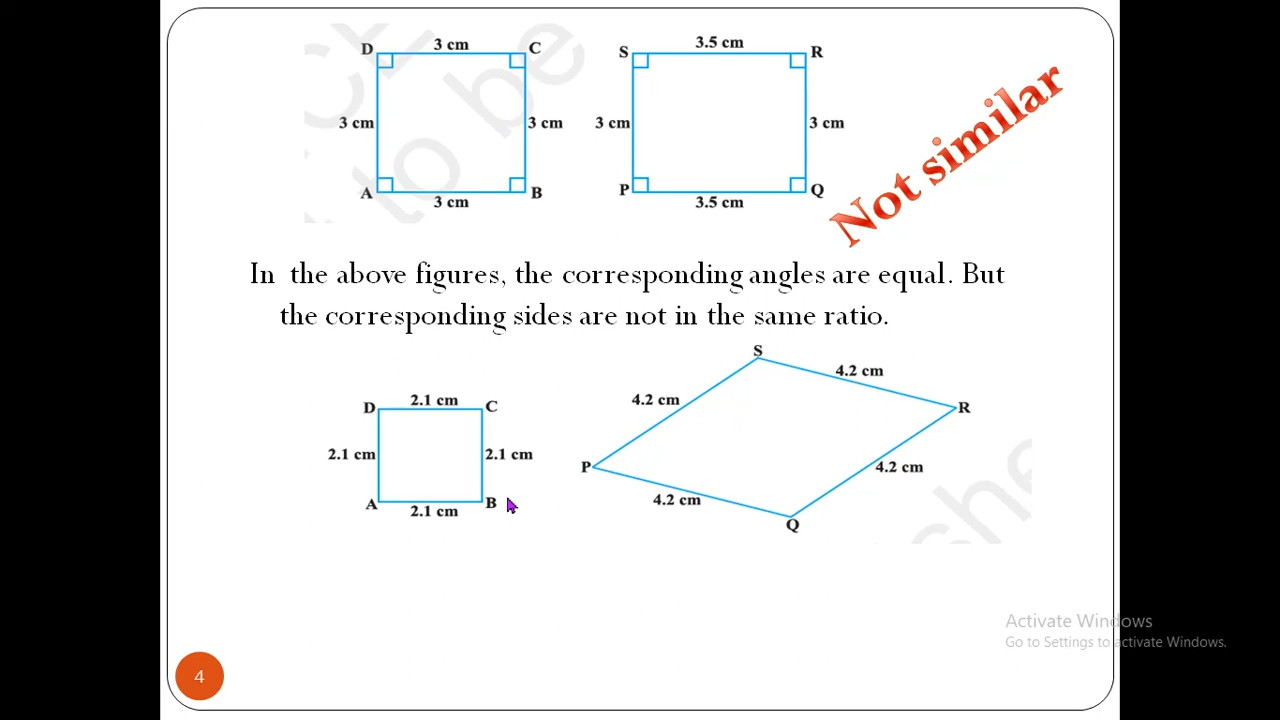 D 3 cm C
S 3.5 cm R
3 cm 3 cm 3 cm 3 cm
A 3 cm B
P 3.5 cm Q
Not similar
to be
In the above figures, the corresponding angles are equal. But
the corresponding sides are not in the same ratio.
S
4.2 cm
D 2.1 cm C
4.2 cm
R
2.1 cm 2.1 cm
P
4.2 cm
A 2.1 cm B
4.2 cm
Q
Activate Windows
Go to Settings to activate Windows.
4